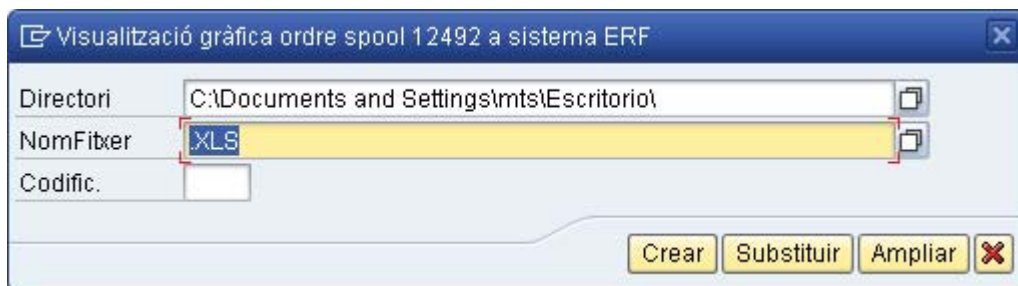 Visualització gràfica ordre spool 12492 a sistema ERF
Directori C:\Documents and Settings\mts\Escritorio\
NomFitxer .XLS
Codific.
Crear Substituir Ampliar